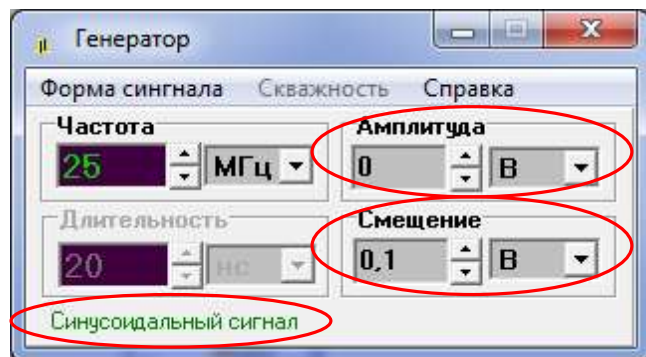 Генератор
Форма сингнала Скважность Справка
Частота Амплитуда
25 МГц 0 В
Длительность Смещение
20 нс 0,1 В
Синусоидальный сигнал